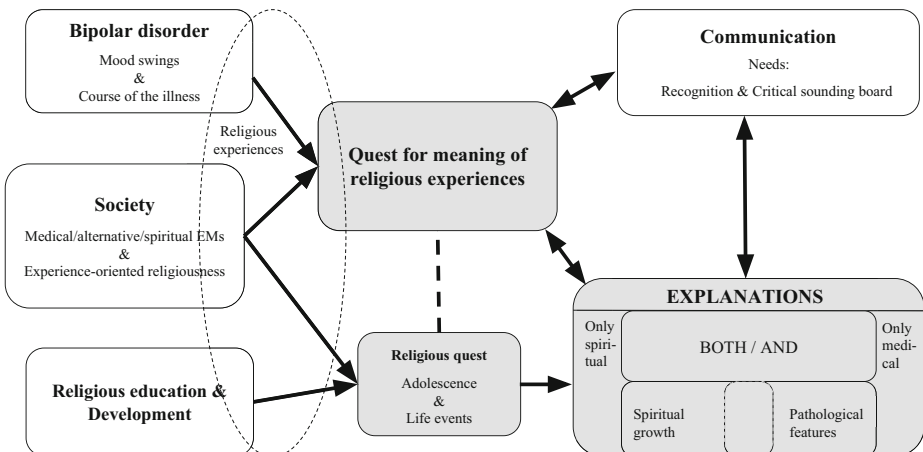 Bipolar disorder
Mood swings
&
Course of the illness
Religious
experiences
Society
Medical/alternative/spiritual EMs
&
Experience-oriented religiousness
Religious education &
Development
Quest for meaning of
religious experiences
Religious quest
Adolescence
&
Life events
Communication
Needs:
Recognition & Critical sounding board
EXPLANATIONS
Only
spiri-
tual
BOTH / AND
Only
medi-
cal
Spiritual
growth
Pathological
features